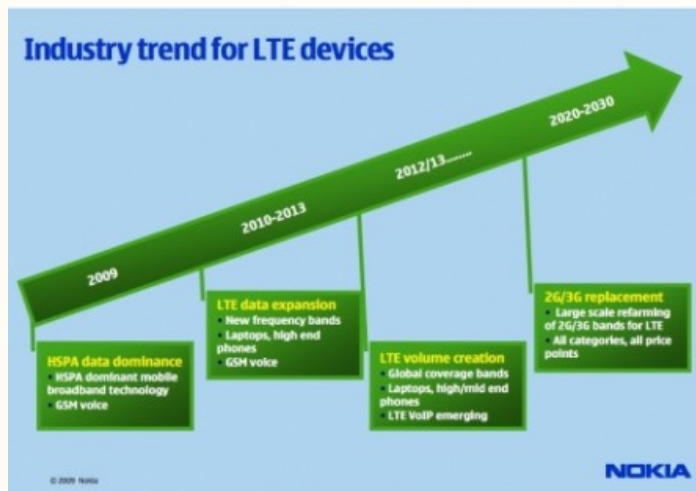 Industry trend for LTE devices
2020-2030
2012/13........
2010-2013
2009
HSPA data dominance
• HSPA dominant mobile
broadband technology
• GSM voice
LTE data expansion
• New frequency bands
• Laptops, high end
phones
• GSM voice
LTE volume creation
• Global coverage bands
• Laptops, high/mid end
phones
• LTE VoIP emerging
2G/3G replacement
• Large scale refarming
of 2G/3G bands for LTE
• All categories, all price
points
© 2009 Nokia
NOKIA